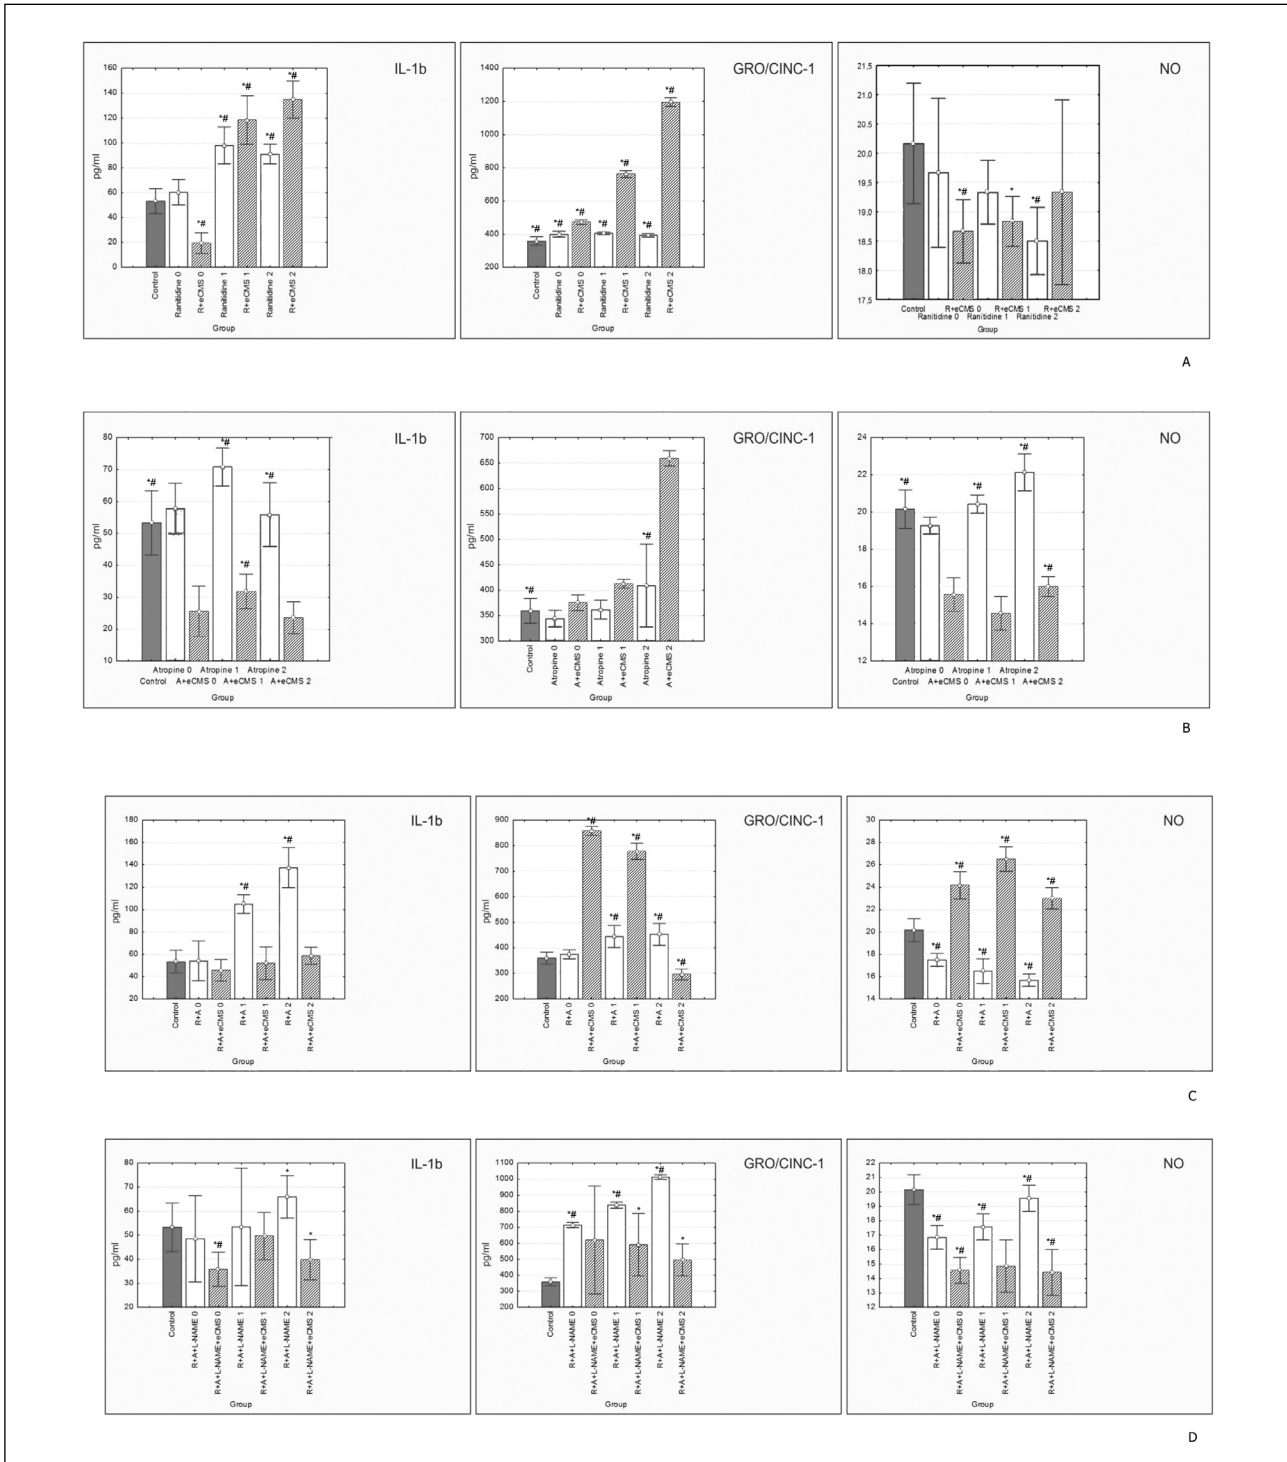 IL-1b
160
140
120
100
80
60
40
20
0
pg/ml
*#
*#
*#
*#
*#
Control
Ranitidine 0
R+eCMS 0
Ranitidine 1
R+eCMS 1
Ranitidine 2
R+eCMS 2
Group
GRO/CINC-1
1400
1200
1000
800
600
400
200
pg/ml
*#
*#
*#
*#
*#
*#
*#
Control
Ranitidine 0
R+eCMS 0
Ranitidine 1
R+eCMS 1
Ranitidine 2
R+eCMS 2
Group
NO
21,5
21,0
20,5
20,0
19,5
19,0
18,5
18,0
17,5
*#
*
*#
Control R+eCMS 0 R+eCMS 1 R+eCMS 2
Ranitidine 0 Ranitidine 1 Ranitidine 2
Group
A
IL-1b
80
70
60
50
40
30
20
10
pg/ml
*#
*#
*#
*#
Atropine 0 Atropine 1 Atropine 2
Control A+eCMS 0 A+eCMS 1 A+eCMS 2
Group
GRO/CINC-1
700
650
600
550
500
450
400
350
300
pg/ml
*#
*#
Control
Atropine 0
A+eCMS 0
Atropine 1
A+eCMS 1
Atropine 2
A+eCMS 2
Group
NO
24
22
20
18
16
14
12
*#
*#
*#
*#
Atropine 0 Atropine 1 Atropine 2
Control A+eCMS 0 A+eCMS 1 A+eCMS 2
Group
B
IL-1b
180
160
140
120
100
80
60
40
20
pg/ml
*#
*#
Control
R+A 0
R+A+eCMS 0
R+A 1
R+A+eCMS 1
R+A 2
R+A+eCMS 2
Group
GRO/CINC-1
900
800
700
600
500
400
300
200
pg/ml
*#
*#
*#
*#
*#
Control
R+A 0
R+A+eCMS 0
R+A 1
R+A+eCMS 1
R+A 2
R+A+eCMS 2
Group
NO
30
28
26
24
22
20
18
16
14
*#
*#
*#
*#
*#
*#
Control
R+A 0
R+A+eCMS 0
R+A 1
R+A+eCMS 1
R+A 2
R+A+eCMS 2
Group
C
IL-1b
80
70
60
50
40
30
20
pg/ml
*#
*
*
Control
R+A+L-NAME 0
R+A+L-NAME+eCMS 0
R+A+L-NAME 1
R+A+L-NAME+eCMS 1
R+A+L-NAME 2
R+A+L-NAME+eCMS 2
Group
GRO/CINC-1
1100
1000
900
800
700
600
500
400
300
200
pg/ml
*#
*#
*
*#
*
Control
R+A+L-NAME 0
R+A+L-NAME+eCMS 0
R+A+L-NAME 1
R+A+L-NAME+eCMS 1
R+A+L-NAME 2
R+A+L-NAME+eCMS 2
Group
NO
22
21
20
19
18
17
16
15
14
13
12
*#
*#
*#
*#
*#
Control
R+A+L-NAME 0
R+A+L-NAME+eCMS 0
R+A+L-NAME 1
R+A+L-NAME+eCMS 1
R+A+L-NAME 2
R+A+L-NAME+eCMS 2
Group
D